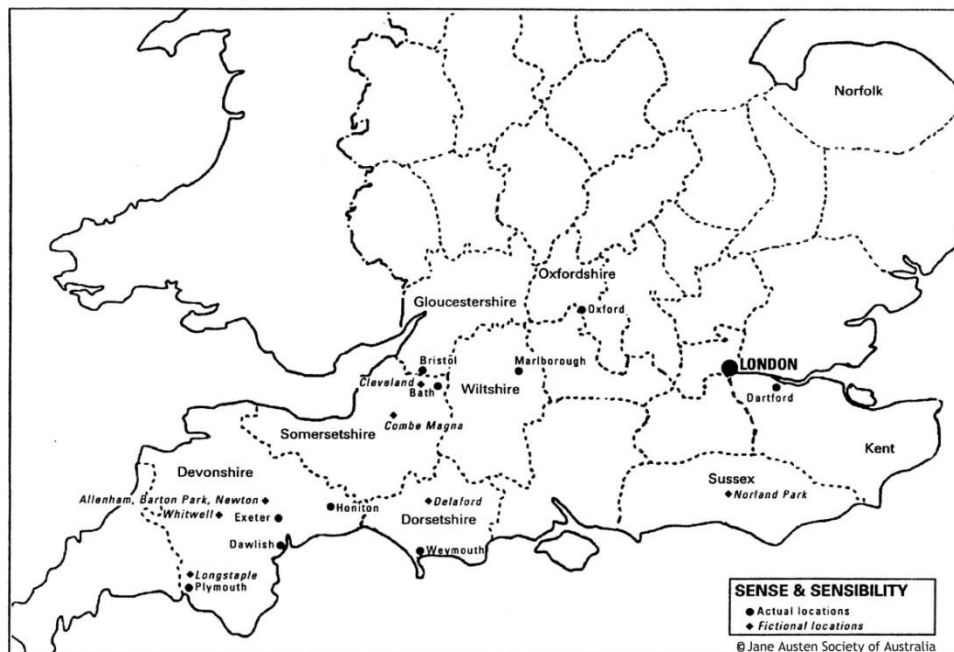 Norfolk
Oxfordshire
Gloucestershire
Oxford
Bristol
Marlborough
LONDON
Cleveland
Bath
Wiltshire
Dartford
Combe Magna
Somersetshire
Kent
Devonshire
Sussex
Allenham, Barton Park, Newton
Delaford
Norland Park
Whitwell
Honiton
Exeter
Dorsetshire
Dawlish
Weymouth
Longstaple
Plymouth
SENSE & SENSIBILITY
Actual locations
Fictional locations
© Jane Austen Society of Australia